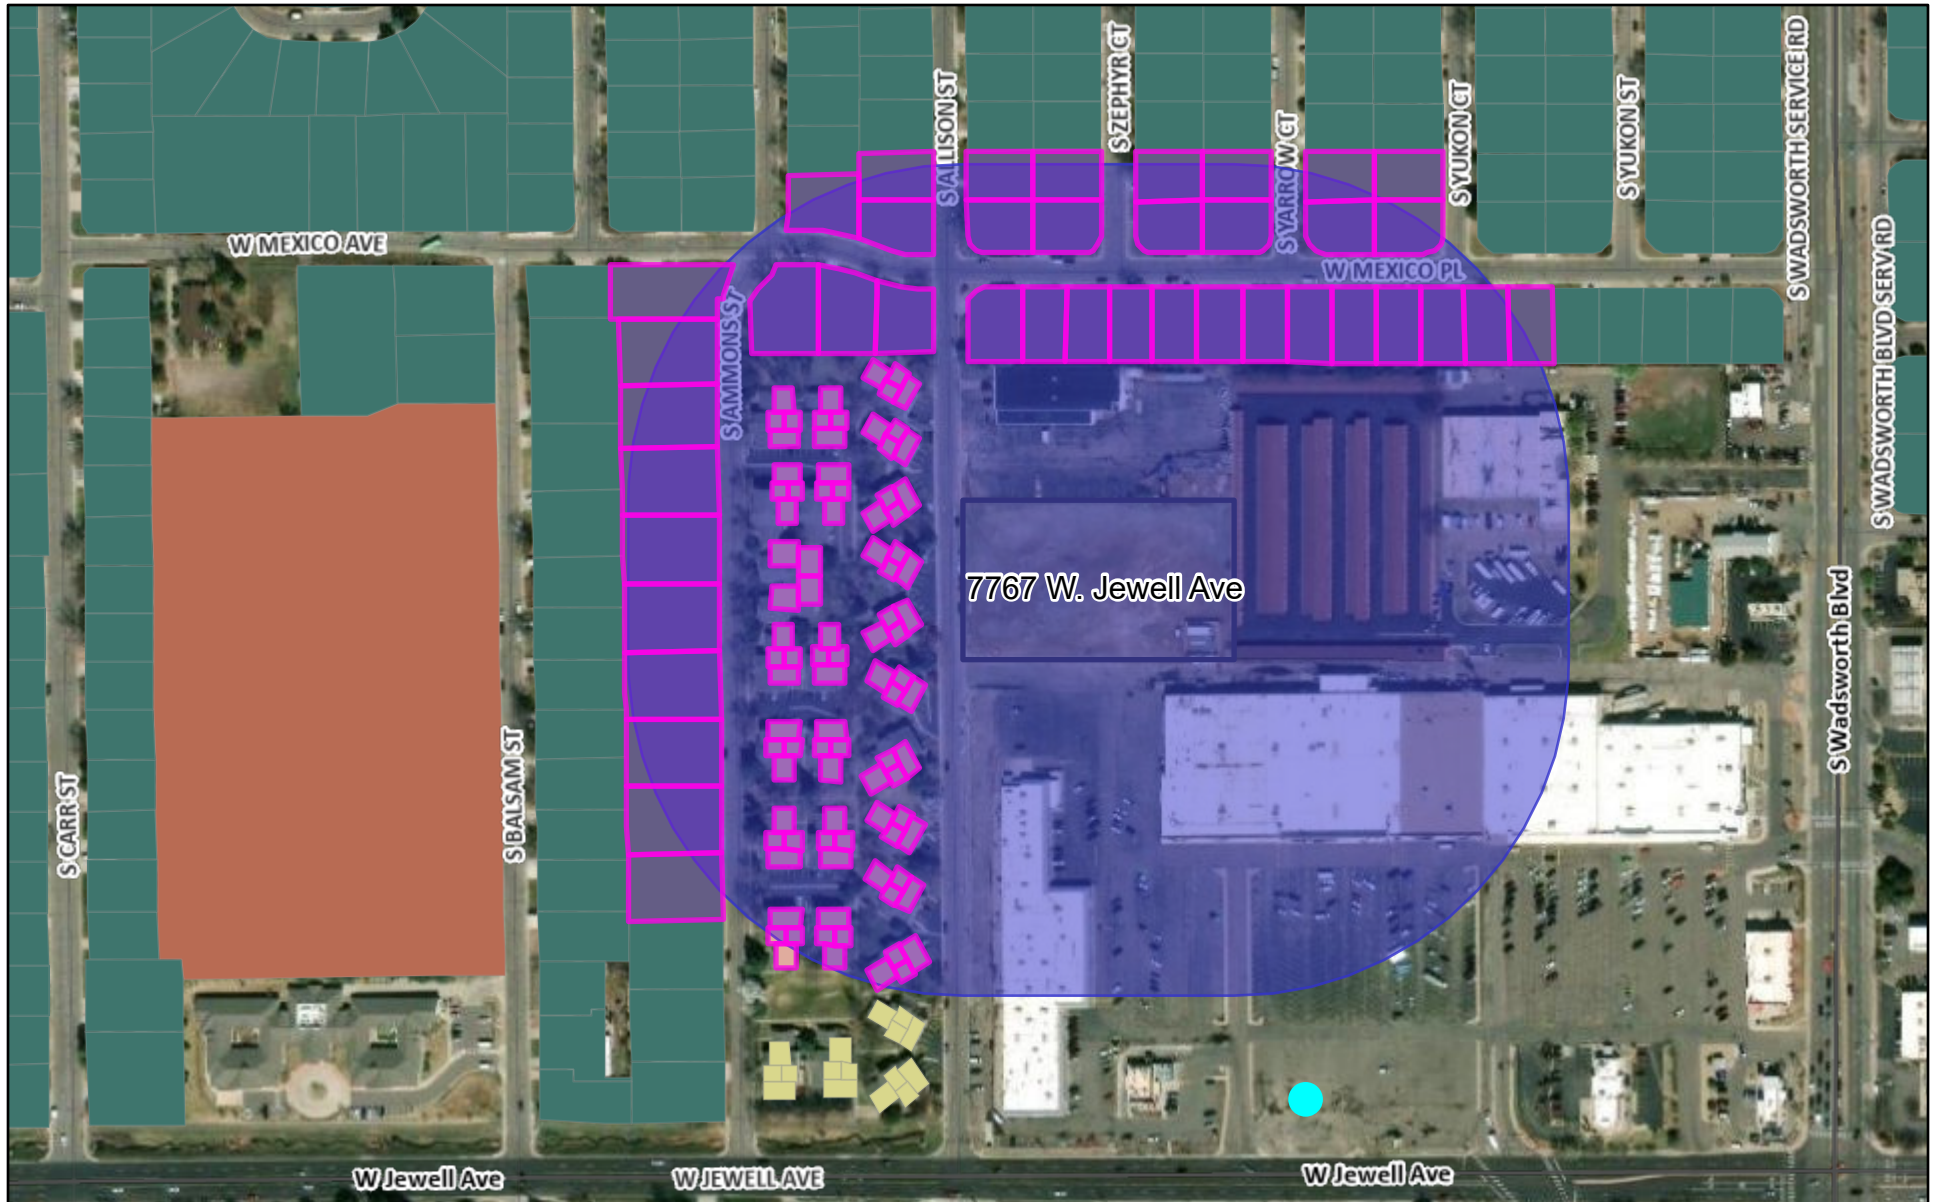 S WADSWORTH SERVICE RD
S ZEPHYR CT
S ALLISON ST
S YUKON ST
S YUKON CT
S YARROW CT
W MEXICO AVE
W MEXICO PL
S WADSWORTH BLVD SERV RD
S SAMMONS ST
7767 W. Jewell Ave
S Wadsworth Blvd
S BALSAM ST
S CARR ST
W Jewell Ave
W JEWELL AVE
W Jewell Ave